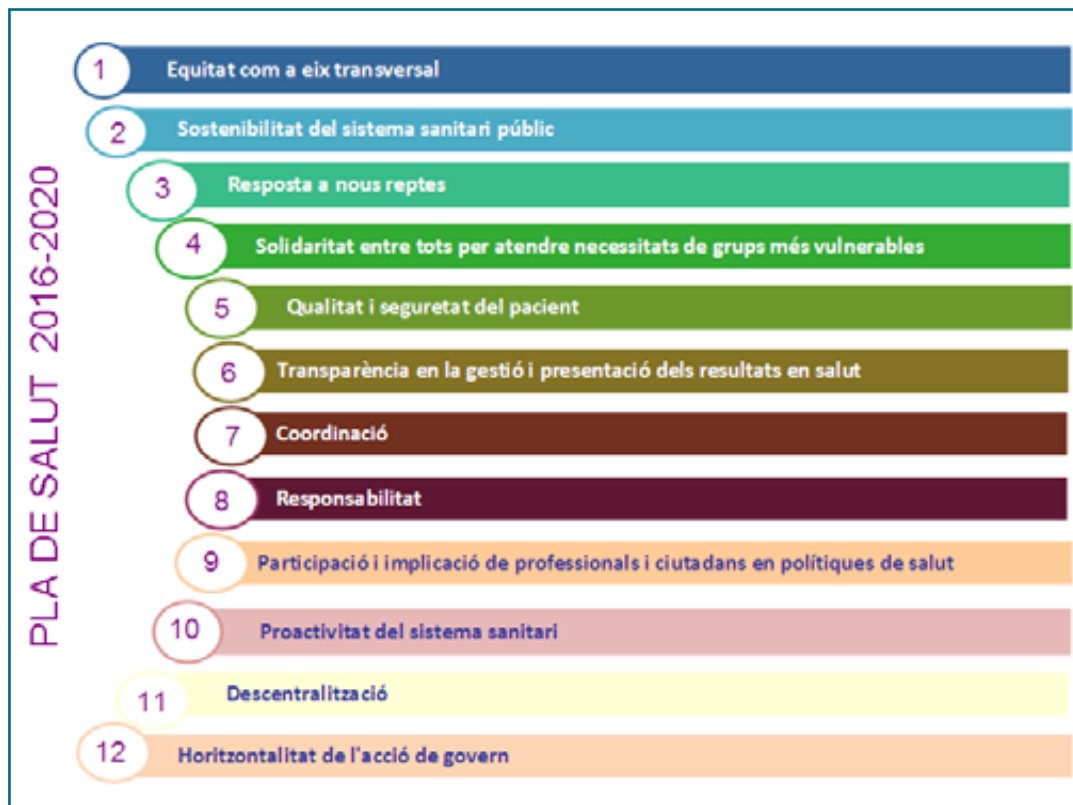 PLA DE SALUT 2016-2020
1 Equitat com a eix transversal
2 Sostenibilitat del sistema sanitari públic
3 Resposta a nous reptes
4 Solidaritat entre tots per atendre necessitats de grups més vulnerables
5 Qualitat i seguretat del pacient
6 Transparència en la gestió i presentació dels resultats en salut
7 Coordinació
8 Responsabilitat
9 Participació i implicació de professionals i ciutadans en polítiques de salut
10 Proactivitat del sistema sanitari
11 Descentralització
12 Horitzontalitat de l'acció de govern